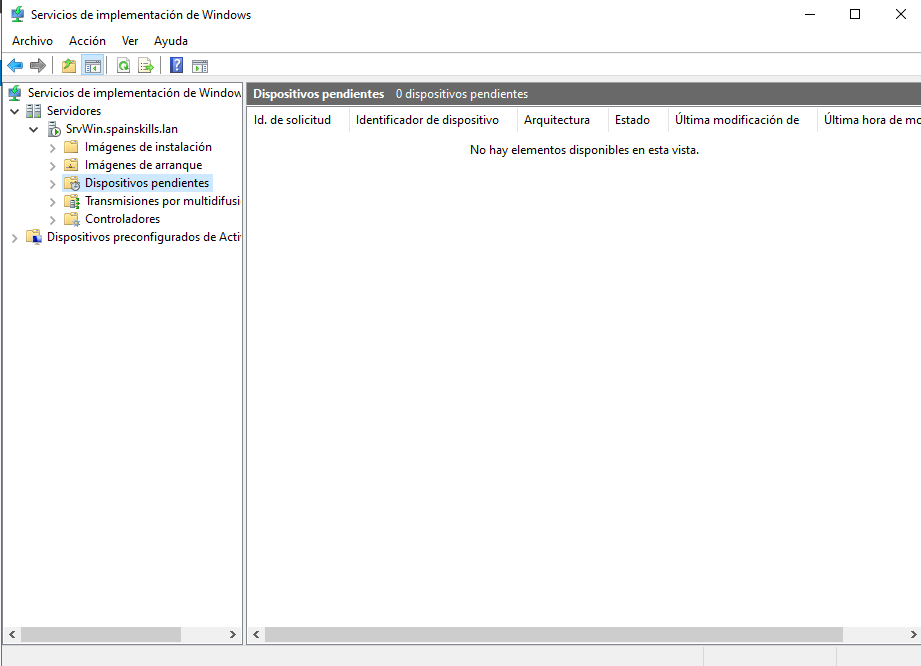 Servicios de implementación de Windows
Archivo Acción Ver Ayuda
Servicios de implementación de Window
Servidores
SrvWin.spainskills.lan
Imágenes de instalación
Imágenes de arranque
Dispositivos pendientes
Transmisiones por multidifusi
Controladores
Dispositivos preconfigurados de Acti
Dispositivos pendientes 0 dispositivos pendientes
Id. de solicitud Identificador de dispositivo Arquitectura Estado Última modificación de Última hora de mo
No hay elementos disponibles en esta vista.